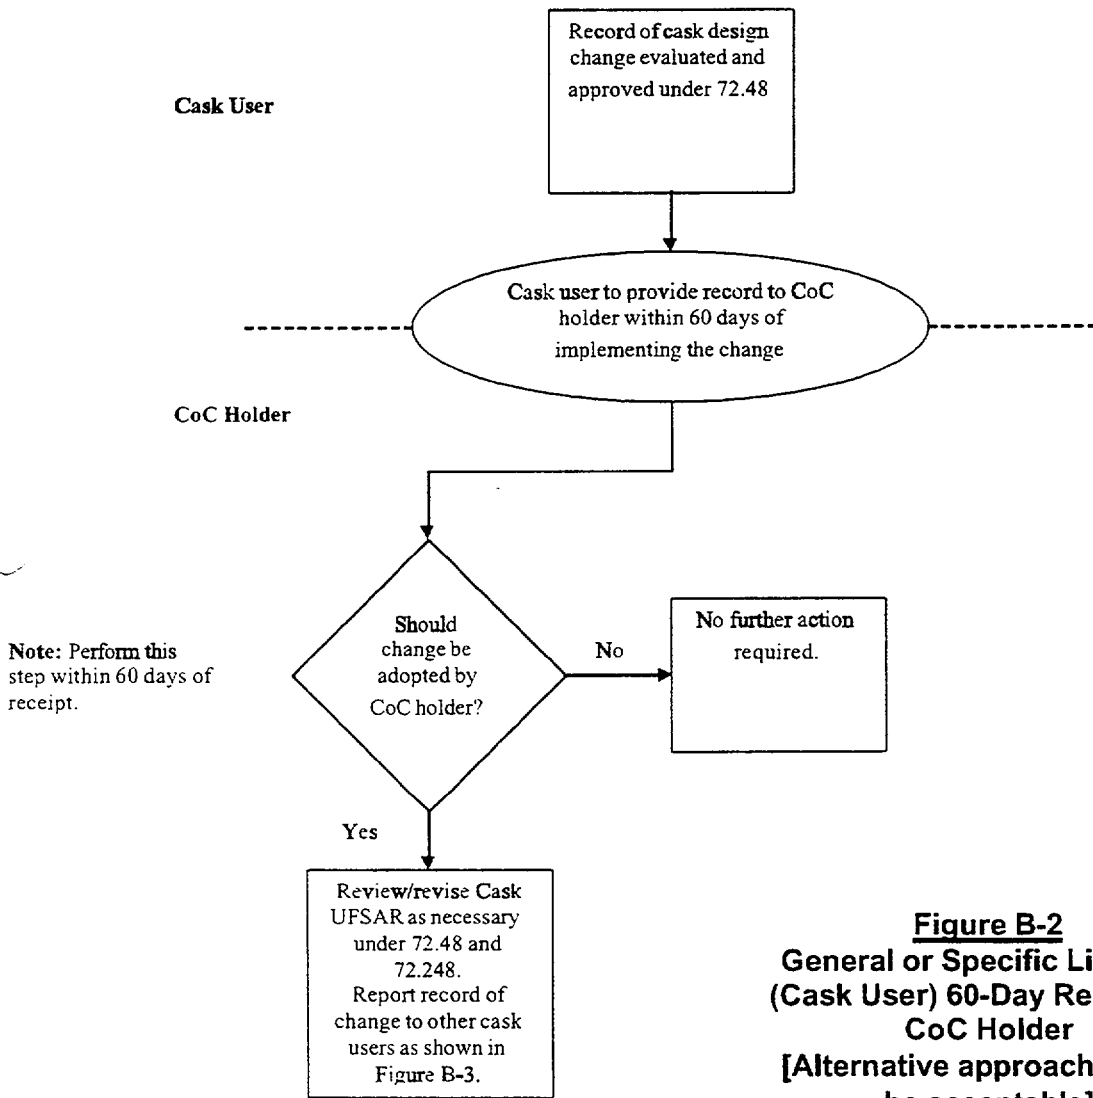 Record of cask design
change evaluated and
approved under 72.48
Cask User
Cask user to provide record to CoC
holder within 60 days of
implementing the change
CoC Holder
Note: Perform this
step within 60 days of
receipt.
Should
change be
adopted by
CoC holder?
No
No further action
required.
Yes
Review/revise Cask
UFSAR as necessary
under 72.48 and
72.248.
Report record of
change to other cask
users as shown in
Figure B-3.
Figure B-2
General or Specific Li
(Cask User) 60-Day Re
CoC Holder
[Alternative approach
be acceptable]